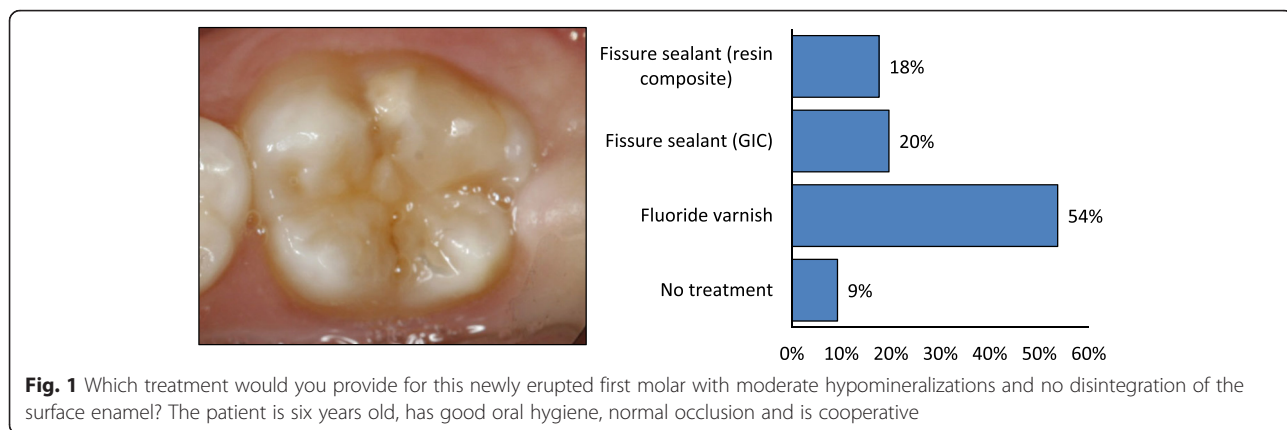 Fissure sealant (resin
composite)
18%
Fissure sealant (GIC)
20%
Fluoride varnish
54%
No treatment
9%
0% 10% 20% 30% 40% 50% 60%
Fig. 1 Which treatment would you provide for this newly erupted first molar with moderate hypomineralizations and no disintegration of the
surface enamel? The patient is six years old, has good oral hygiene, normal occlusion and is cooperative